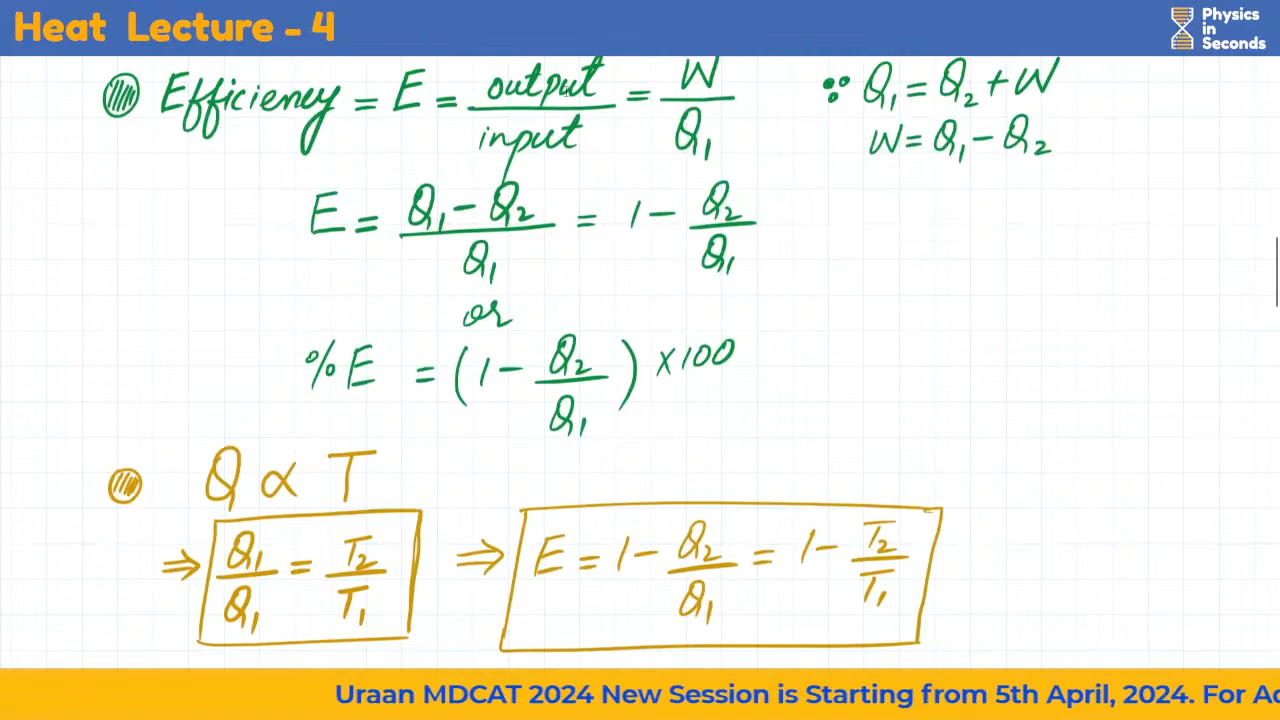 Heat Lecture - 4
Physics
in
Seconds
Efficiency = E = output/input = W/Q₁
∵ Q₁ = Q₂ + W
W = Q₁ - Q₂
E = (Q₁ - Q₂)/Q₁ = 1 - Q₂/Q₁
or
% E = (1 - Q₂/Q₁) × 100
Q ∝ T
⇒ Q₁/Q₁ = T₂/T₁ ⇒ E = 1 - Q₂/Q₁ = 1 - T₂/T₁
Uraan MDCAT 2024 New Session is Starting from 5th April, 2024. For Ad